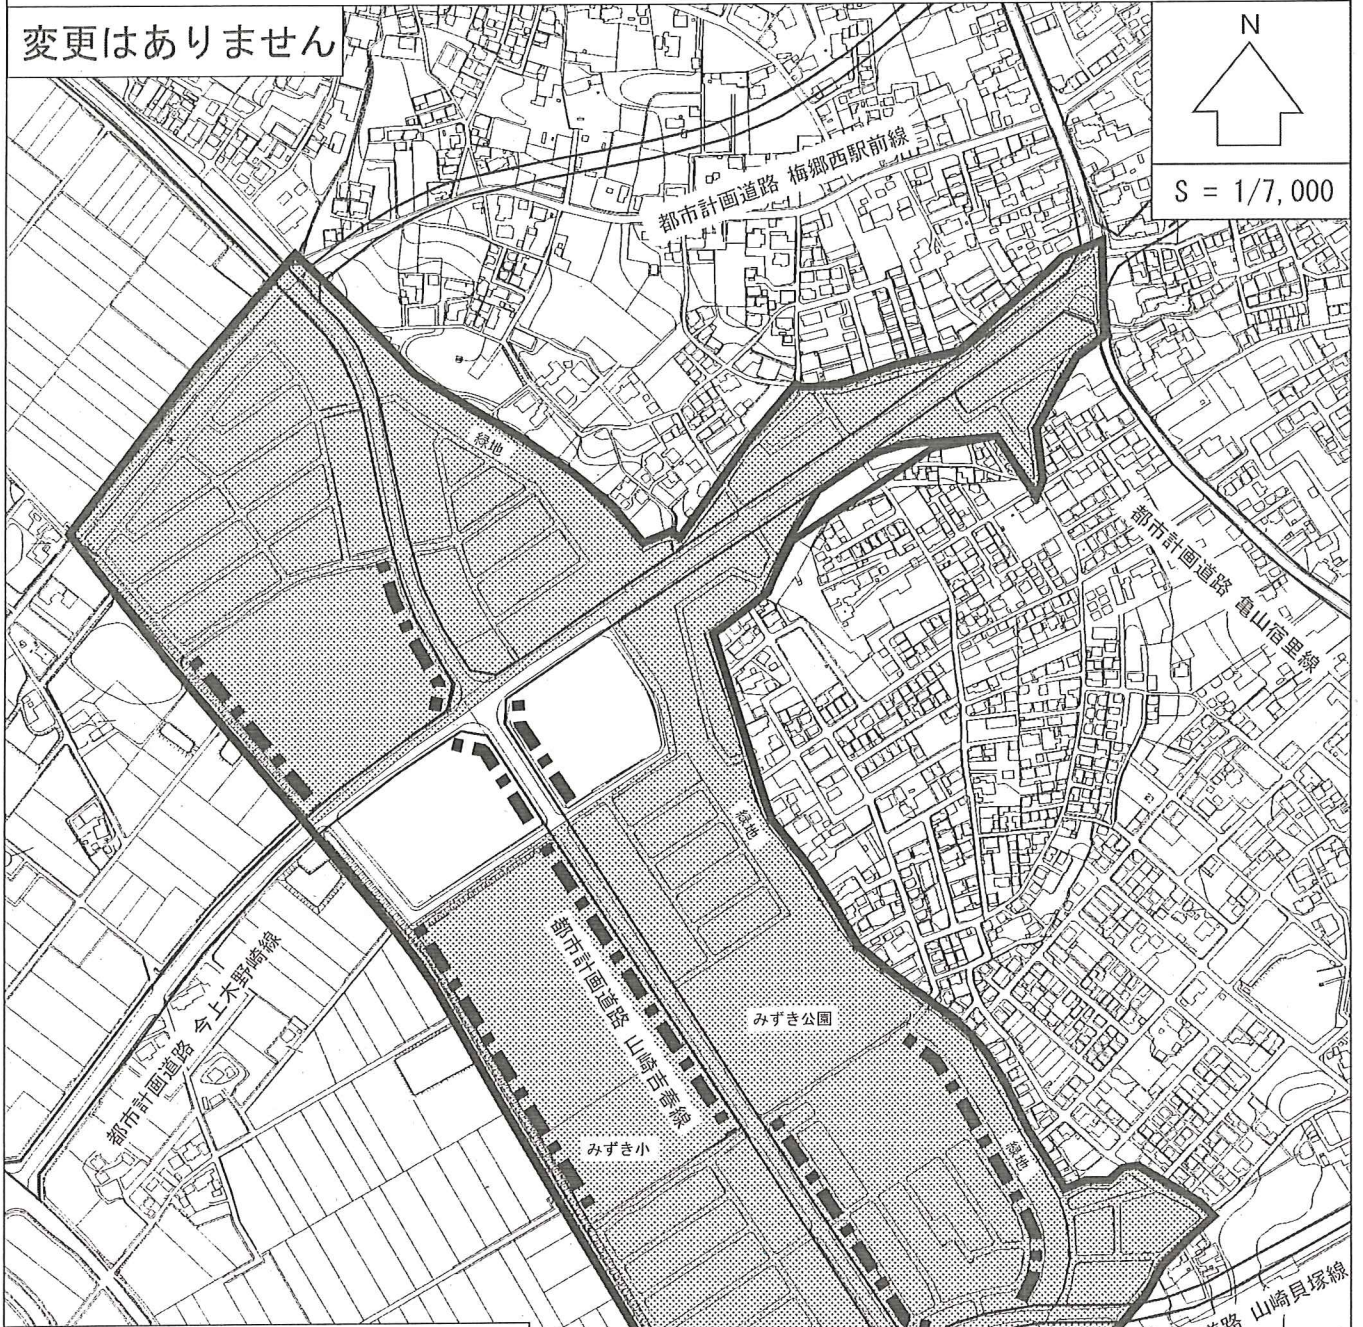 変更はありません
N
S = 1/7,000
都市計画道路 梅郷西駅前線
緑地
都市計画道路 亀山宿里線
緑地
都市計画道路 今上木野崎線
都市計画道路 山崎吉春線
みずき公園
みずき小
緑地
道路 山崎貝塚線